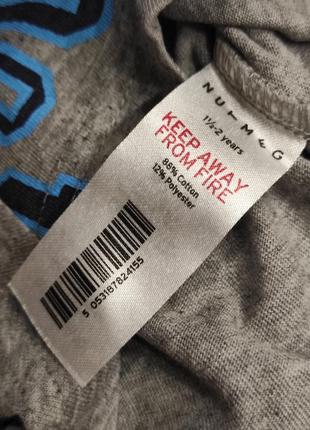 NUTMEG
1½-2 years
KEEP AWAY
FROM FIRE
88% Cotton
12% Polyester
5 053187824155